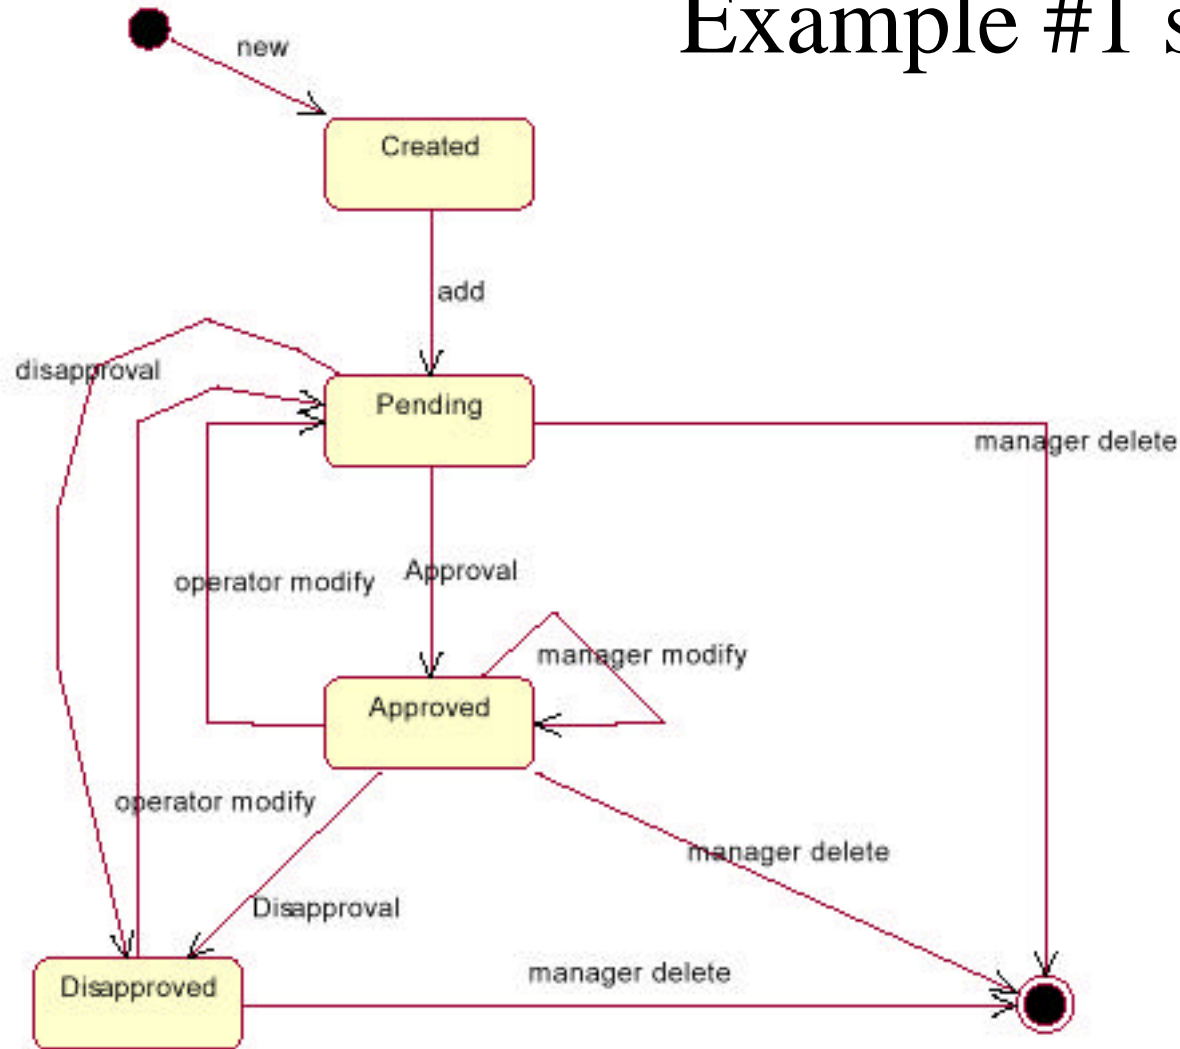 Example #1 s
new
Created
add
disapproval
Pending
manager delete
operator modify
Approval
manager modify
Approved
operator modify
manager delete
Disapproval
manager delete
Disapproved